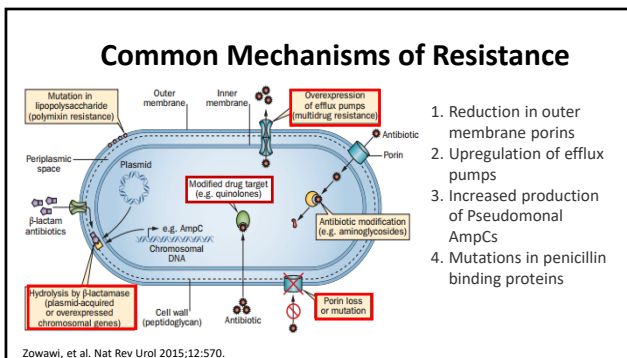 Common Mechanisms of Resistance
Mutation in
lipopolysaccharide
(polymixin resistance)
Outer
membrane
Inner
membrane
Overexpression
of efflux pumps
(multidrug resistance)
Antibiotic
Porin
Periplasmic
space
Plasmid
Modified drug target
(e.g. quinolones)
β-lactam
antibiotics
e.g. AmpC
Chromosomal
DNA
Antibiotic modification
(e.g. aminoglycosides)
Hydrolysis by β-lactamase
(plasmid-acquired
or overexpressed
chromosomal genes)
Cell wall
(peptidoglycan)
Antibiotic
Porin loss
or mutation
1. Reduction in outer
membrane porins
2. Upregulation of efflux
pumps
3. Increased production
of Pseudomonal
AmpCs
4. Mutations in penicillin
binding proteins
Zowawi, et al. Nat Rev Urol 2015;12:570.